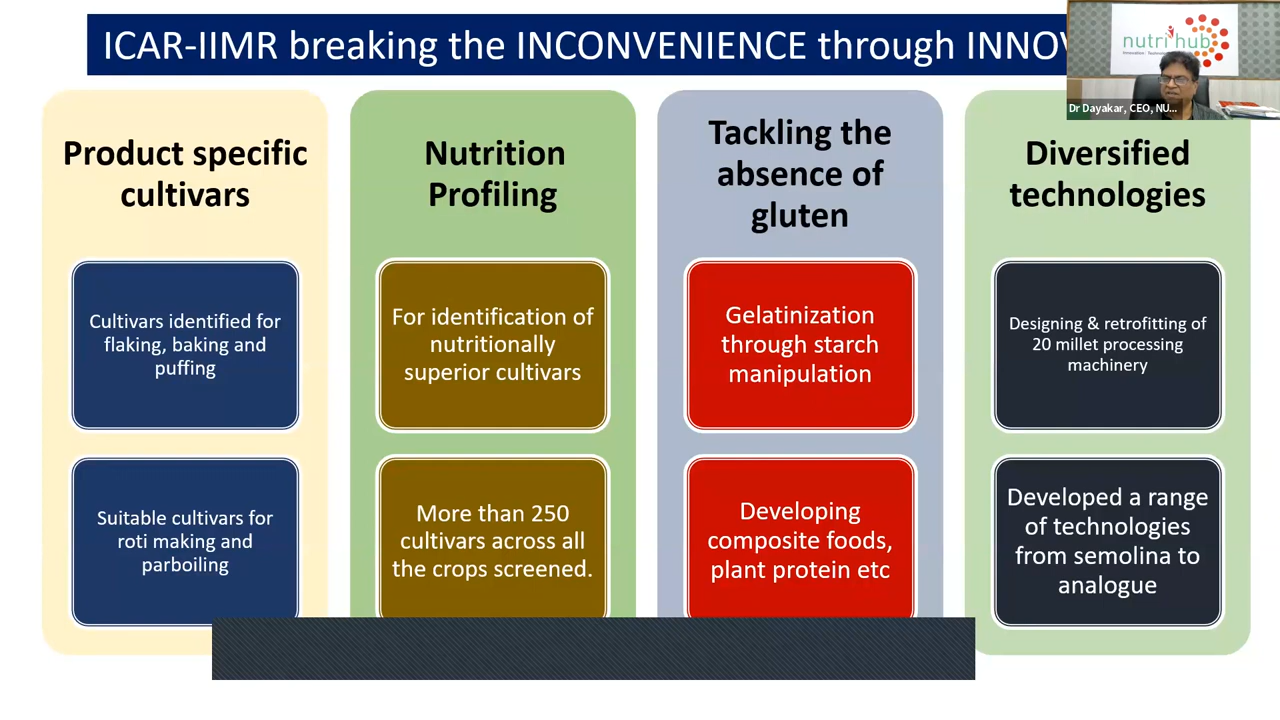 ICAR-IIMR breaking the INCONVENIENCE through INNOV
nutrihub
Dr Dayakar, CEO, NU...
Product specific
cultivars
Cultivars identified for
flaking, baking and
puffing
Suitable cultivars for
roti making and
parboiling
Nutrition
Profiling
For identification of
nutritionally
superior cultivars
More than 250
cultivars across all
the crops screened.
Tackling the
absence of
gluten
Gelatinization
through starch
manipulation
Developing
composite foods,
plant protein etc
Diversified
technologies
Designing & retrofitting of
20 millet processing
machinery
Developed a range
of technologies
from semolina to
analogue